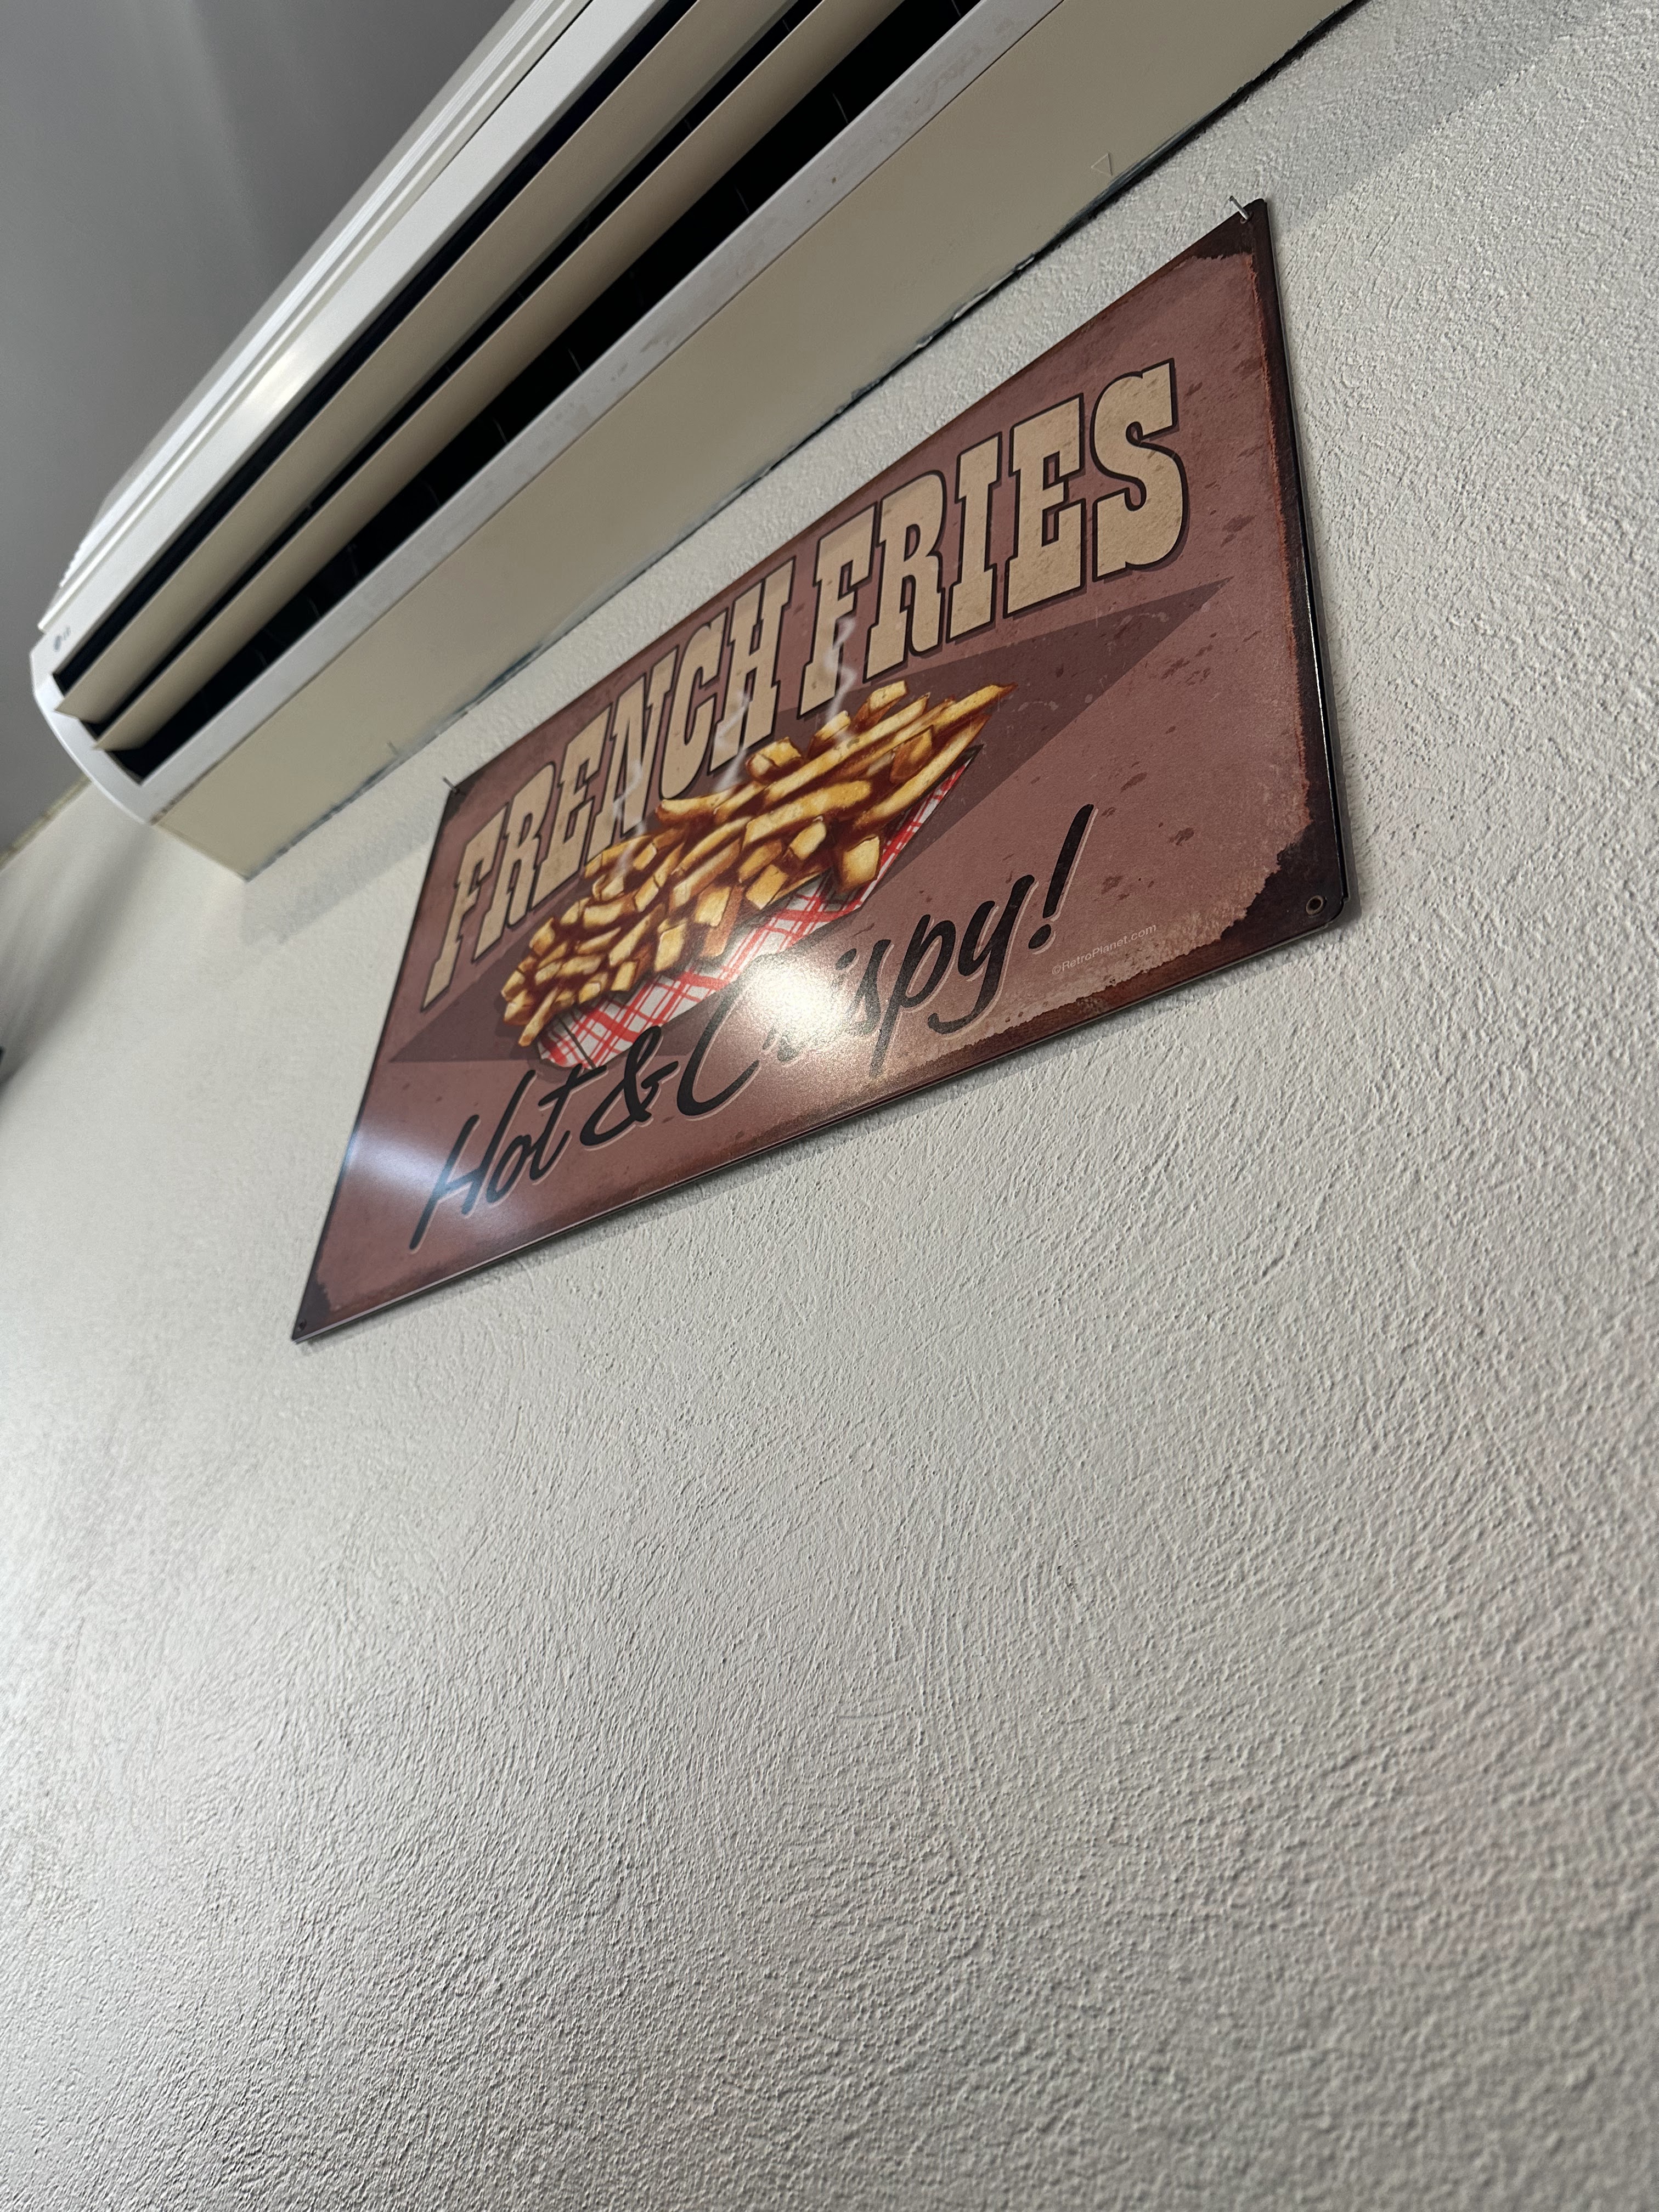 FRENCH FRIES
Hot & Crispy!
©RetroPlanet.com